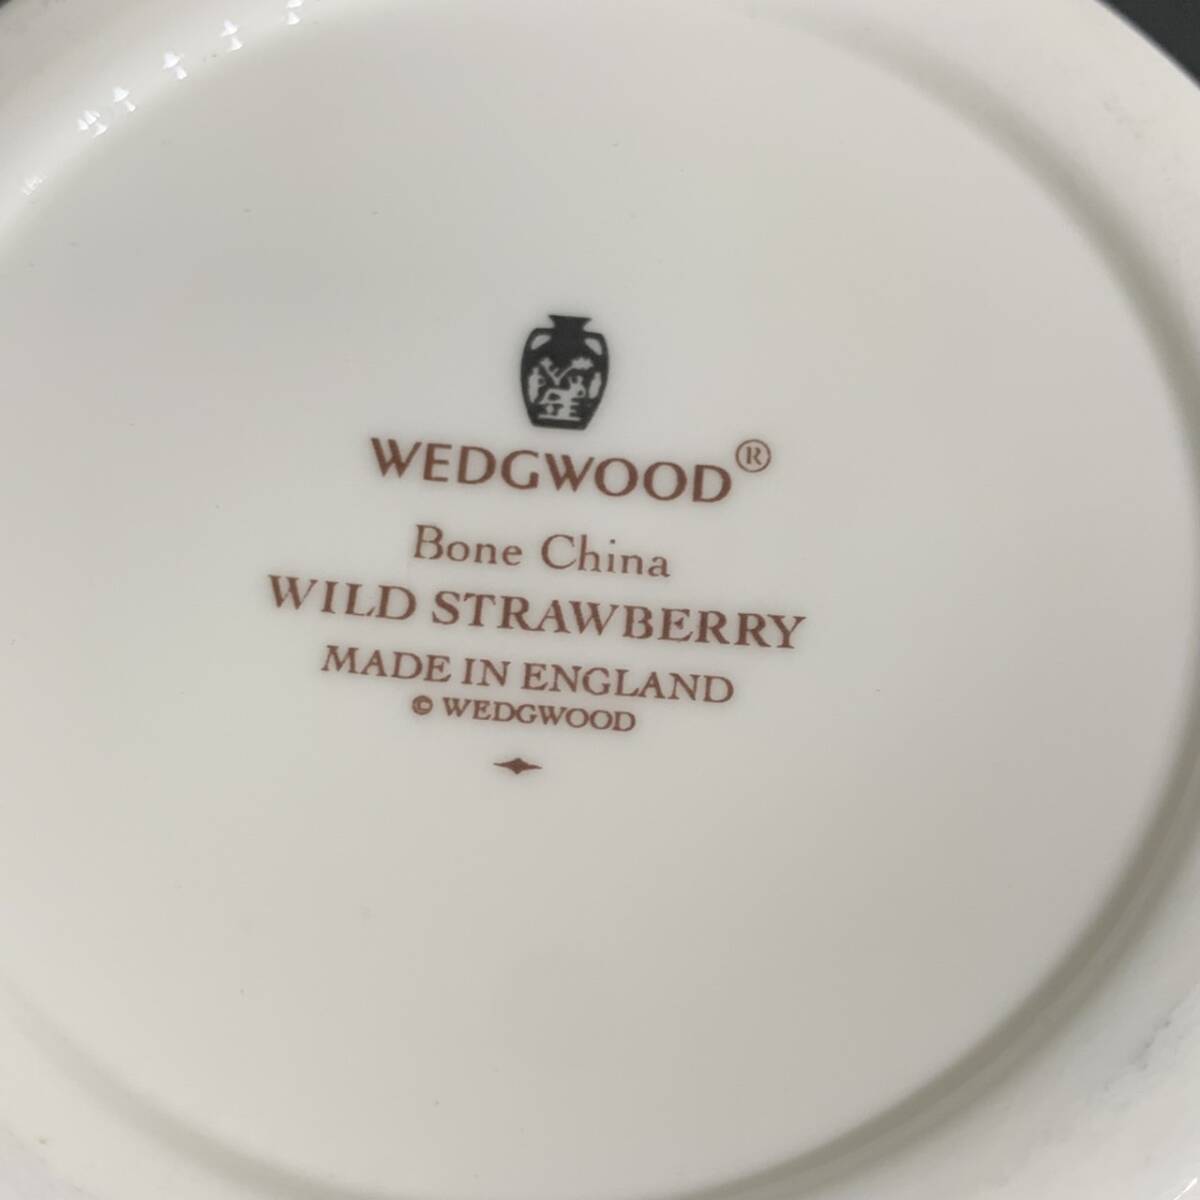 WEDGWOOD®
Bone China
WILD STRAWBERRY
MADE IN ENGLAND
© WEDGWOOD